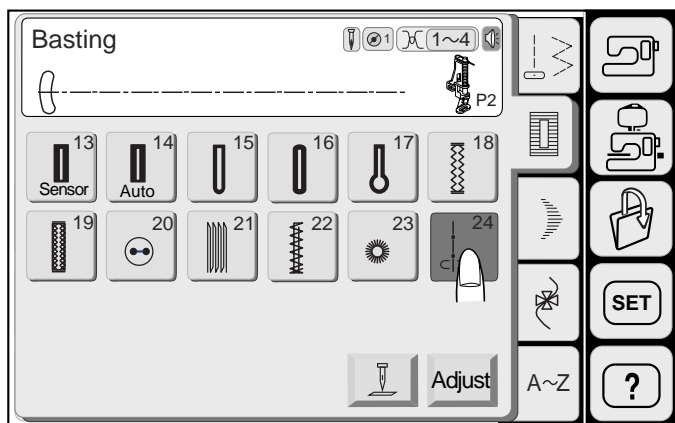 Basting
1 1~4
P2
13 14 15 16 17 18
Sensor Auto
19 20 21 22 23 24
SET
Adjust A~Z ?